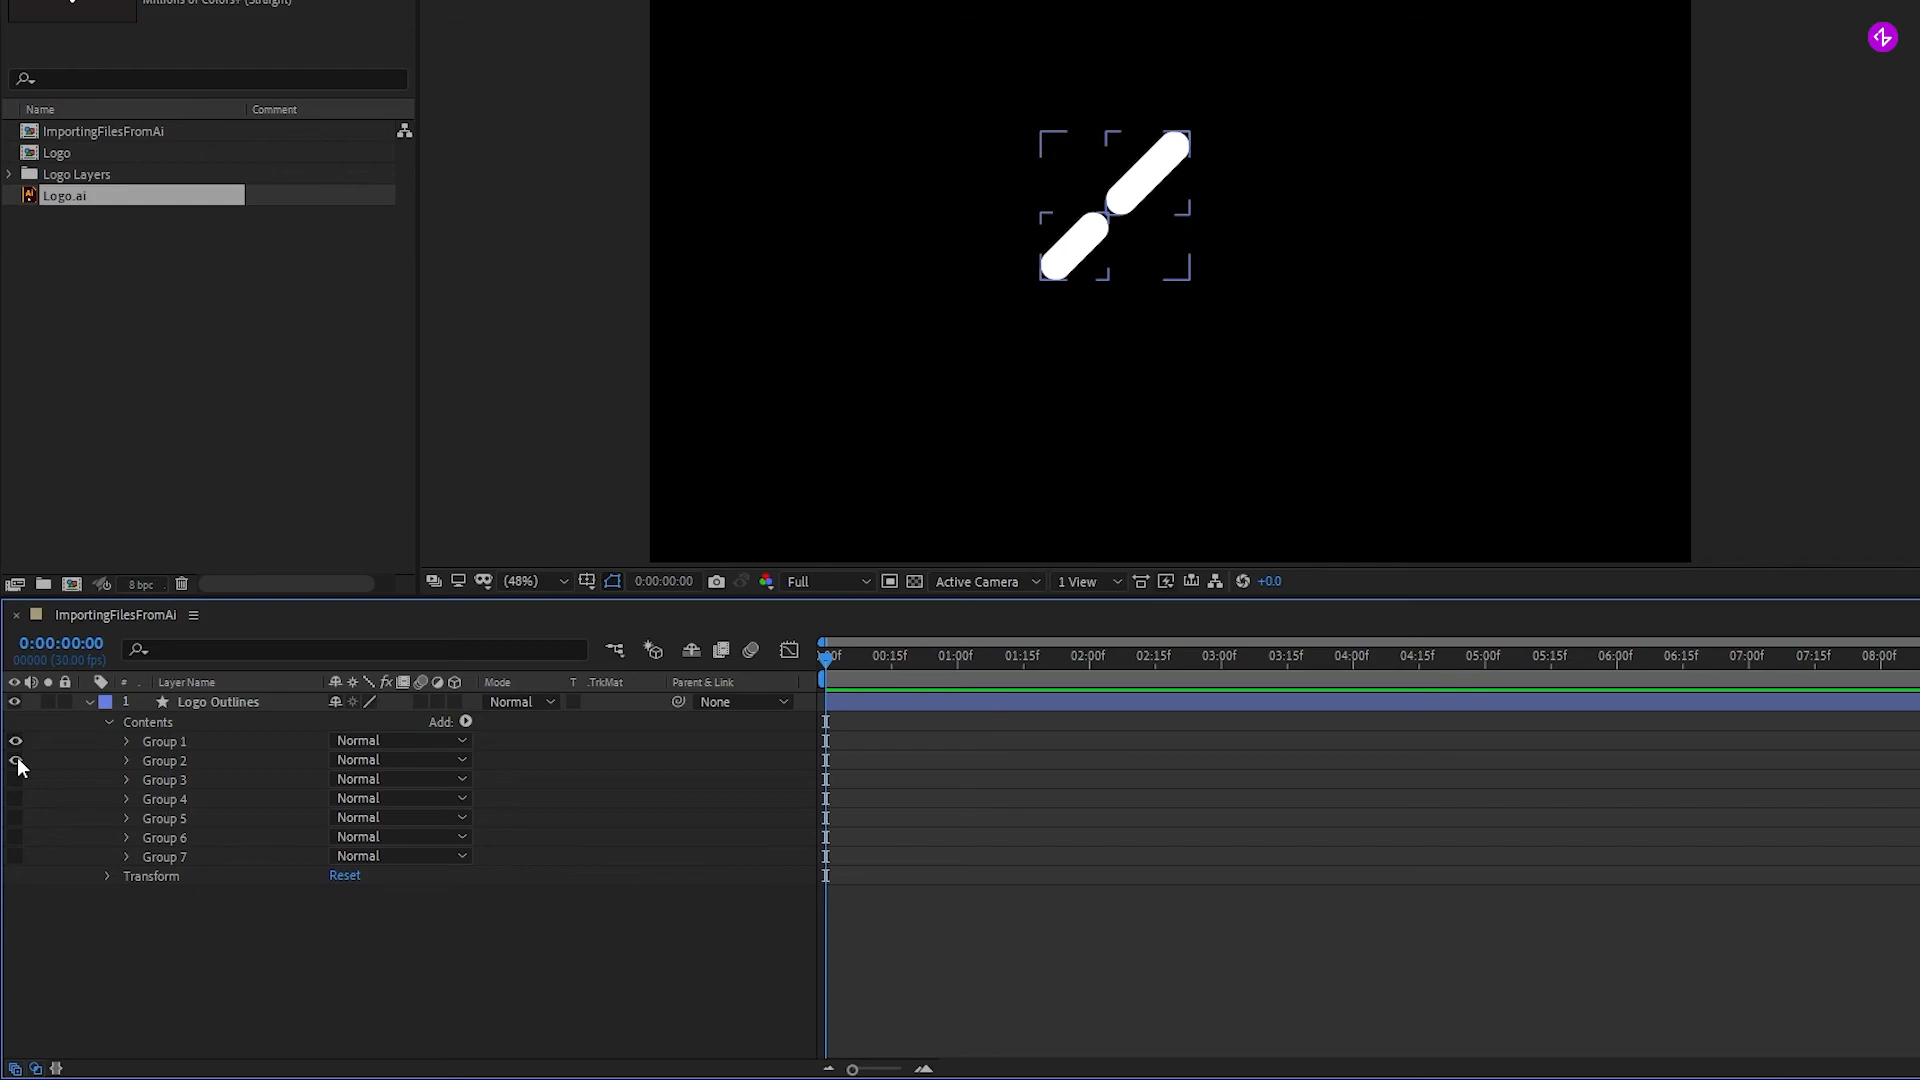 Millions of Colors+ (Straight)
Name Comment
ImportingFilesFromAi
Logo
Logo Layers
Logo.ai
8 bpc
(48%) 0:00:00:00 Full Active Camera 1 View +0.0
ImportingFilesFromAi
0:00:00:00
00000 (30.00 fps)
00f 00:15f 01:00f 01:15f 02:00f 02:15f 03:00f 03:15f 04:00f 04:15f 05:00f 05:15f 06:00f 06:15f 07:00f 07:15f 08:00f
# Layer Name fx Mode T .TrkMat Parent & Link
1 Logo Outlines Normal None
Contents Add:
Group 1 Normal
Group 2 Normal
Group 3 Normal
Group 4 Normal
Group 5 Normal
Group 6 Normal
Group 7 Normal
Transform Reset